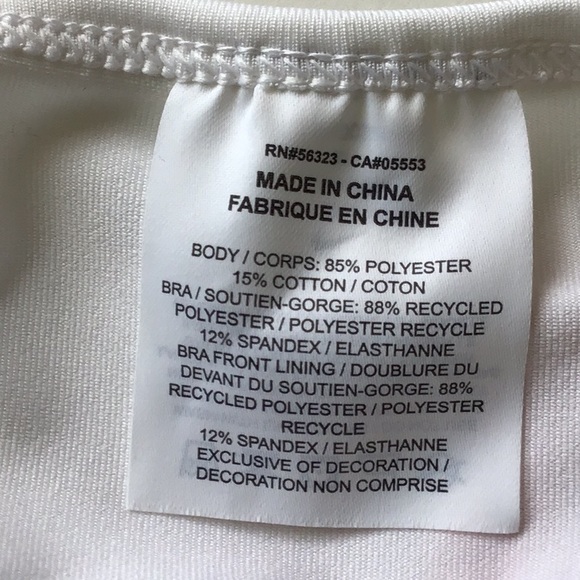 RN#56323 - CA#05553
MADE IN CHINA
FABRIQUE EN CHINE
BODY / CORPS: 85% POLYESTER
15% COTTON / COTON
BRA / SOUTIEN-GORGE: 88% RECYCLED
POLYESTER / POLYESTER RECYCLE
12% SPANDEX / ELASTHANNE
BRA FRONT LINING / DOUBLURE DU
DEVANT DU SOUTIEN-GORGE: 88%
RECYCLED POLYESTER / POLYESTER
RECYCLE
12% SPANDEX / ELASTHANNE
EXCLUSIVE OF DECORATION /
DECORATION NON COMPRISE